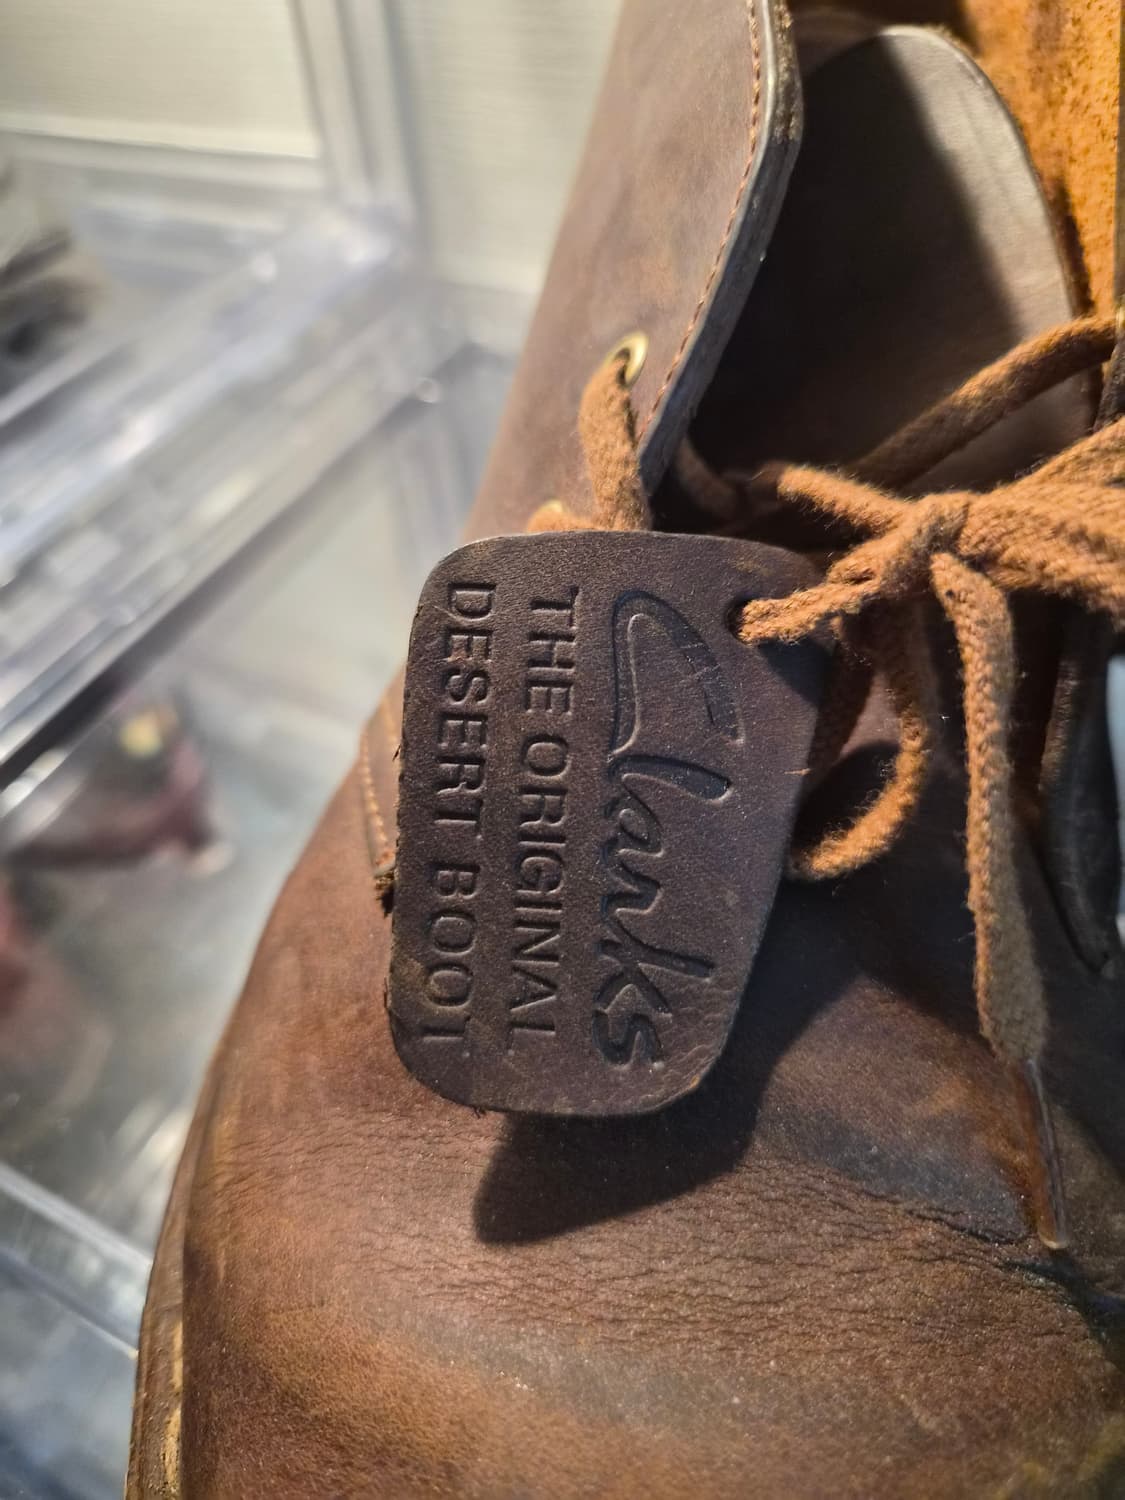 Clarks
THE ORIGINAL
DESERT BOOT